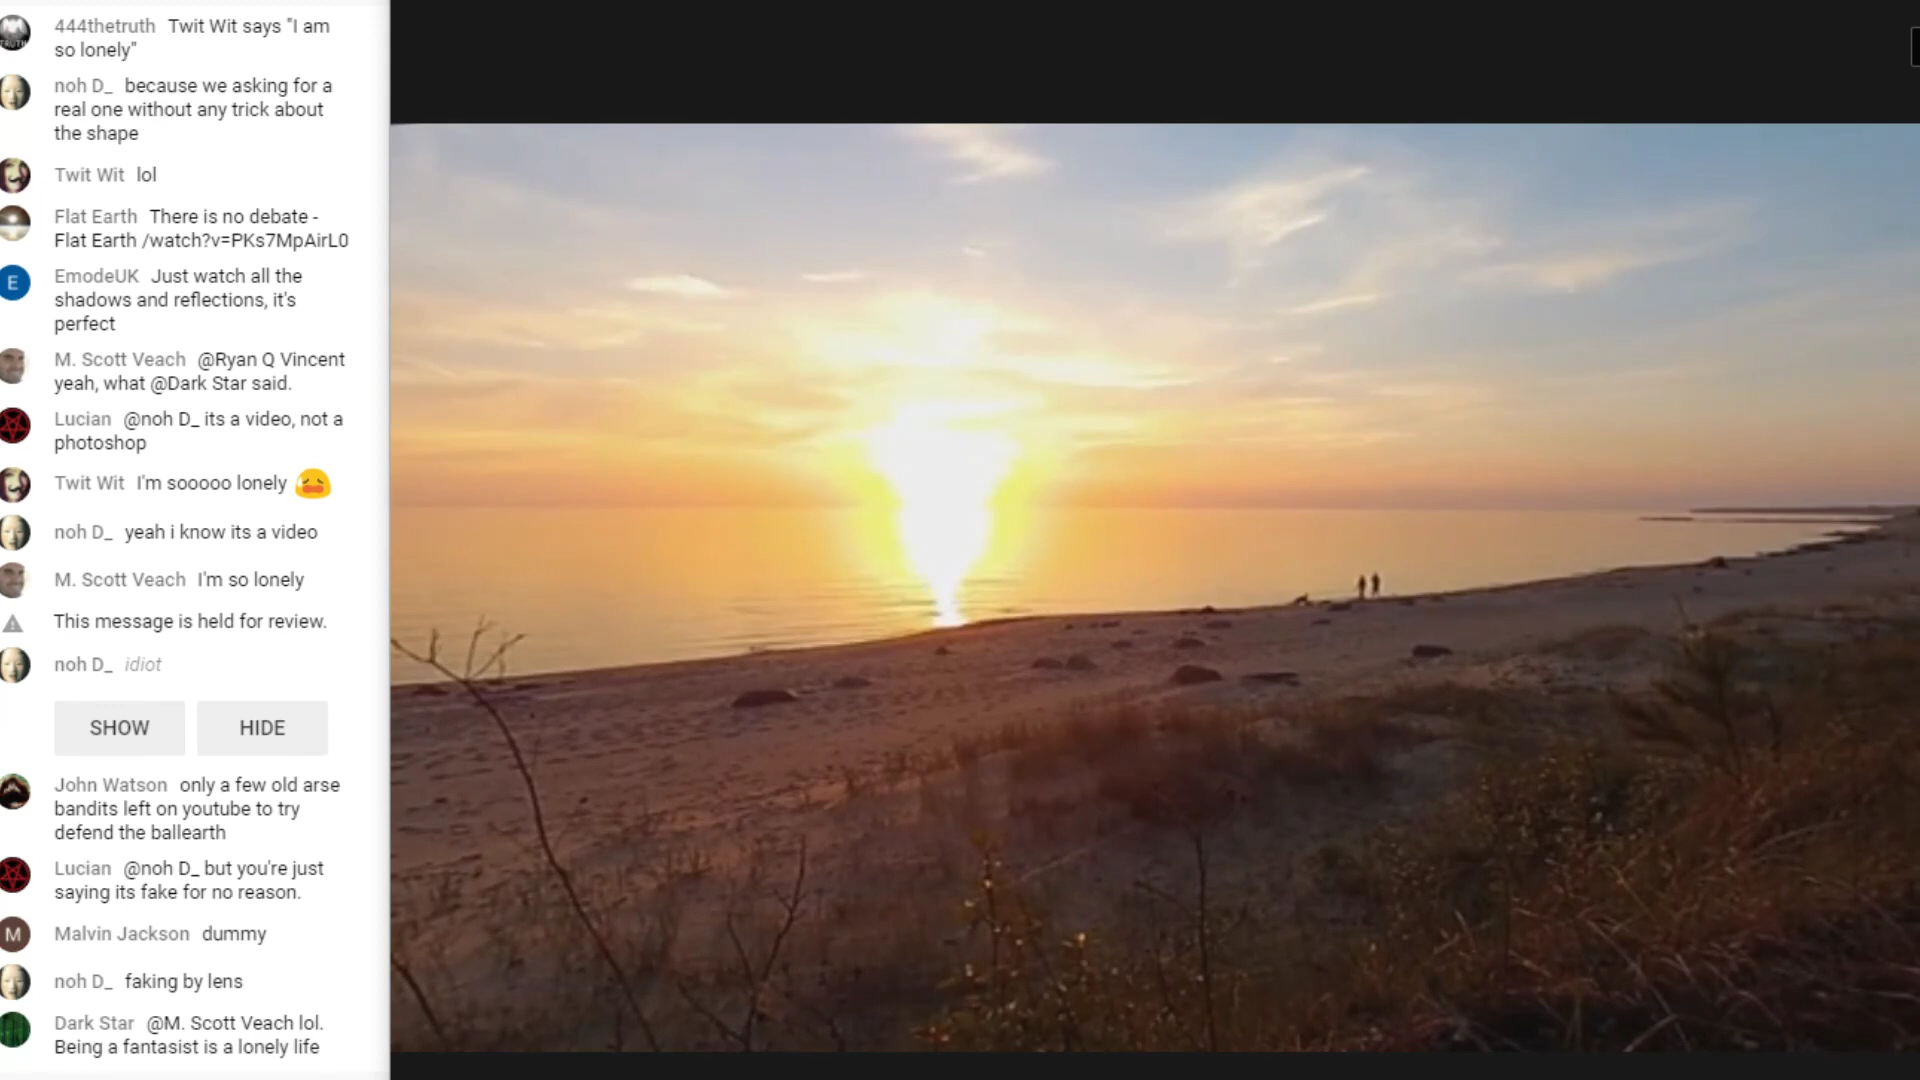 444thetruth Twit Wit says "I am
so lonely"
noh D_ because we asking for a
real one without any trick about
the shape
Twit Wit lol
Flat Earth There is no debate -
Flat Earth /watch?v=PKs7MpAirL0
E
EmodeUK Just watch all the
shadows and reflections, it's
perfect
M. Scott Veach @Ryan Q Vincent
yeah, what @Dark Star said.
Lucian @noh D_ its a video, not a
photoshop
Twit Wit I'm sooooo lonely
noh D_ yeah i know its a video
M. Scott Veach I'm so lonely
This message is held for review.
noh D_ idiot
SHOW HIDE
John Watson only a few old arse
bandits left on youtube to try
defend the ballearth
Lucian @noh D_ but you're just
saying its fake for no reason.
M
Malvin Jackson dummy
noh D_ faking by lens
Dark Star @M. Scott Veach lol.
Being a fantasist is a lonely life